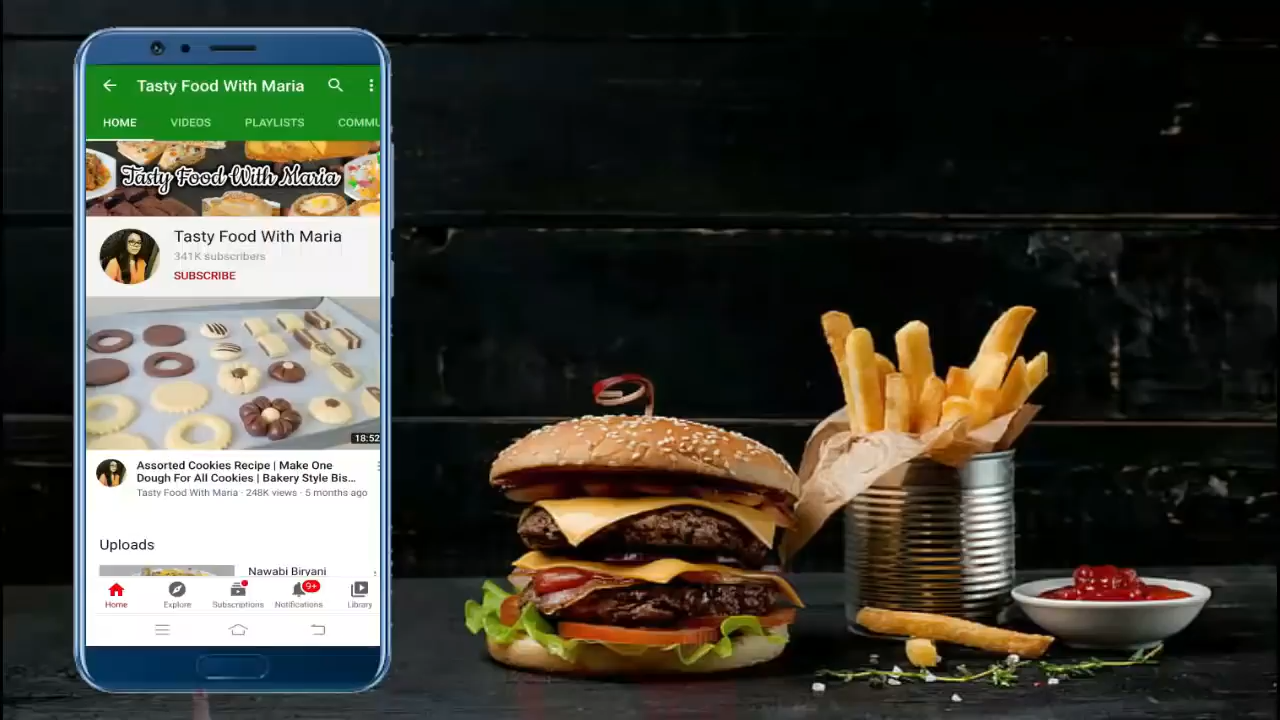 Tasty Food With Maria
HOME VIDEOS PLAYLISTS COMMU
Tasty Food With Maria
Tasty Food With Maria
341K subscribers
SUBSCRIBE
18:52
Assorted Cookies Recipe | Make One
Dough For All Cookies | Bakery Style Bis...
Tasty Food With Maria · 248K views · 5 months ago
Uploads
Nawabi Biryani
9+
Home Explore Subscriptions Notifications Library